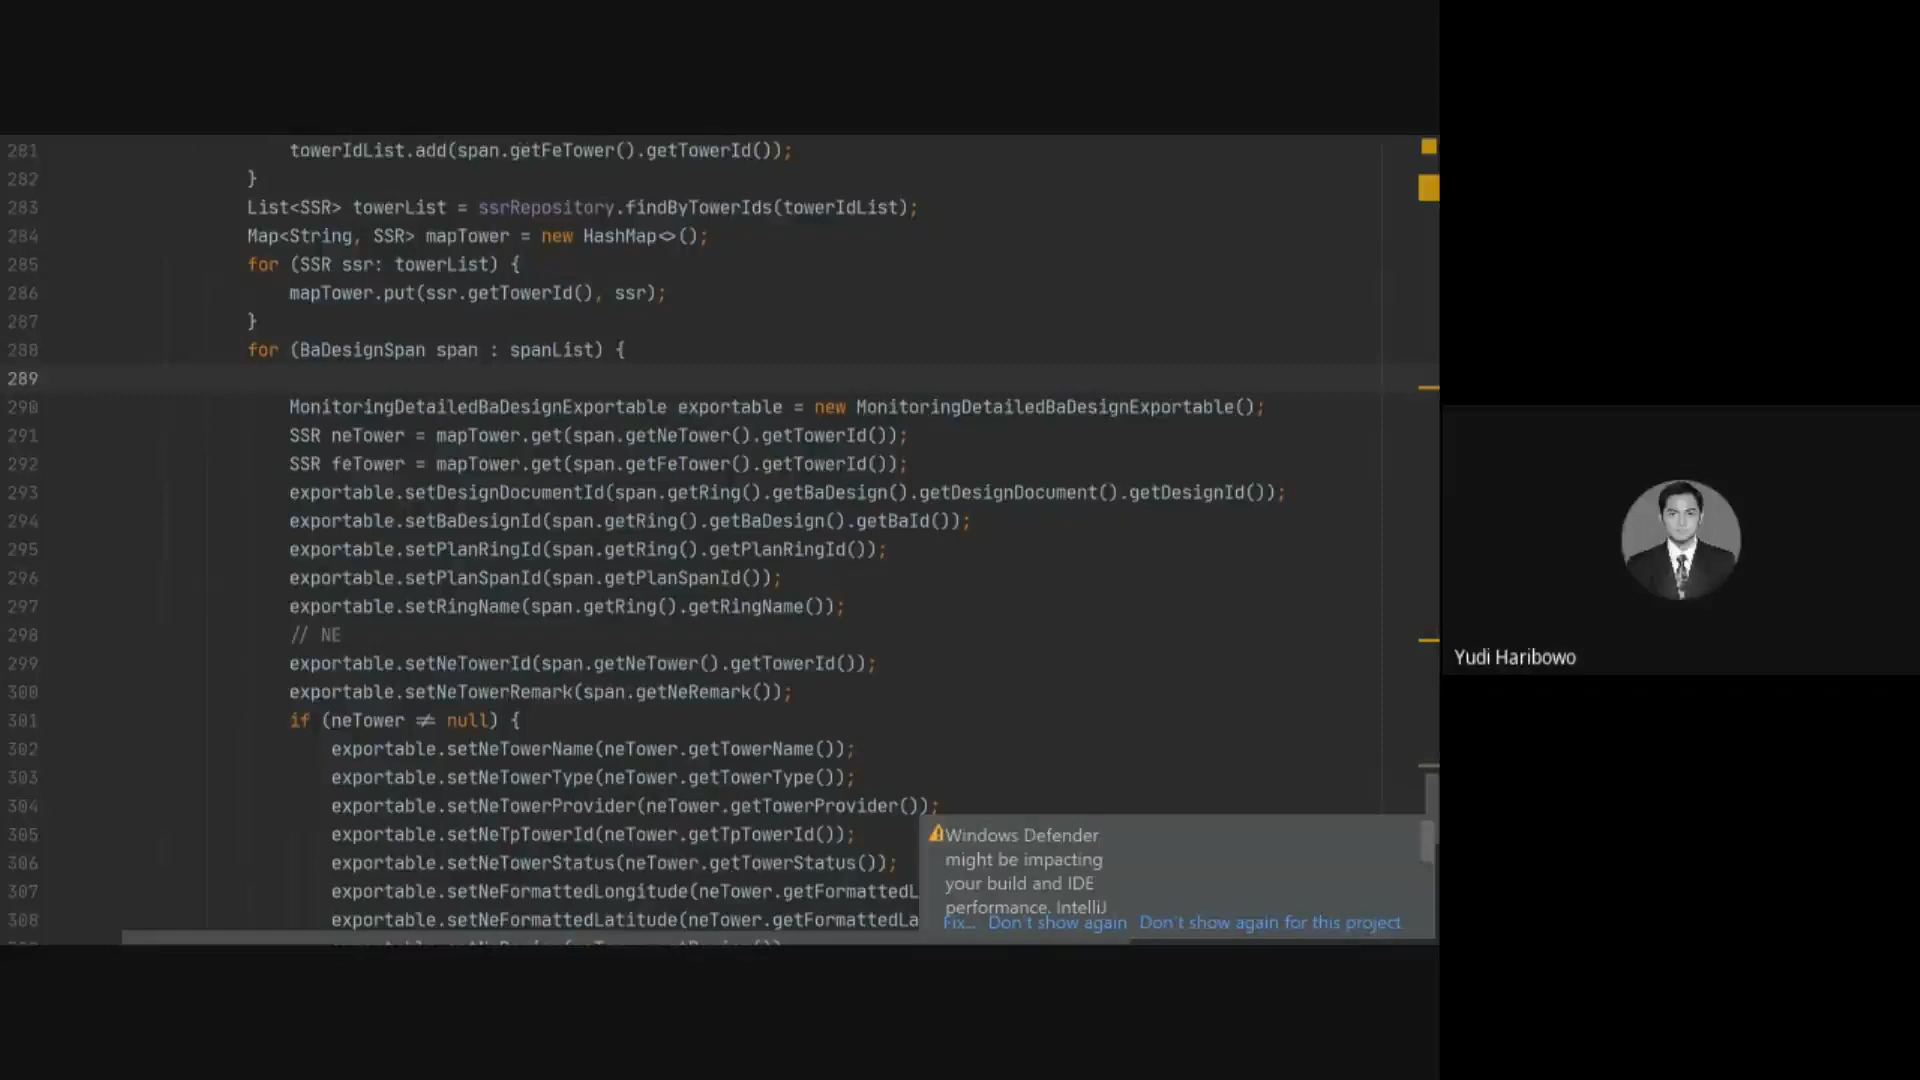 281 towerIdList.add(span.getFeTower().getTowerId());
282 }
283 List<SSR> towerList = ssrRepository.findByTowerIds(towerIdList);
284 Map<String, SSR> mapTower = new HashMap<>();
285 for (SSR ssr: towerList) {
286 mapTower.put(ssr.getTowerId(), ssr);
287 }
288 for (BaDesignSpan span : spanList) {
289
290 MonitoringDetailedBaDesignExportable exportable = new MonitoringDetailedBaDesignExportable();
291 SSR neTower = mapTower.get(span.getNeTower().getTowerId());
292 SSR feTower = mapTower.get(span.getFeTower().getTowerId());
293 exportable.setDesignDocumentId(span.getRing().getBaDesign().getDesignDocument().getDesignId());
294 exportable.setBaDesignId(span.getRing().getBaDesign().getBaId());
295 exportable.setPlanRingId(span.getRing().getPlanRingId());
296 exportable.setPlanSpanId(span.getPlanSpanId());
297 exportable.setRingName(span.getRing().getRingName());
298 // NE
299 exportable.setNeTowerId(span.getNeTower().getTowerId());
300 exportable.setNeTowerRemark(span.getNeRemark());
301 if (neTower ≠ null) {
302 exportable.setNeTowerName(neTower.getTowerName());
303 exportable.setNeTowerType(neTower.getTowerType());
304 exportable.setNeTowerProvider(neTower.getTowerProvider());
305 exportable.setNeTpTowerId(neTower.getTpTowerId());
306 exportable.setNeTowerStatus(neTower.getTowerStatus());
307 exportable.setNeFormattedLongitude(neTower.getFormattedL
308 exportable.setNeFormattedLatitude(neTower.getFormattedLa
Windows Defender
might be impacting
your build and IDE
performance. IntelliJ
Fix... Don't show again Don't show again for this project
Yudi Haribowo